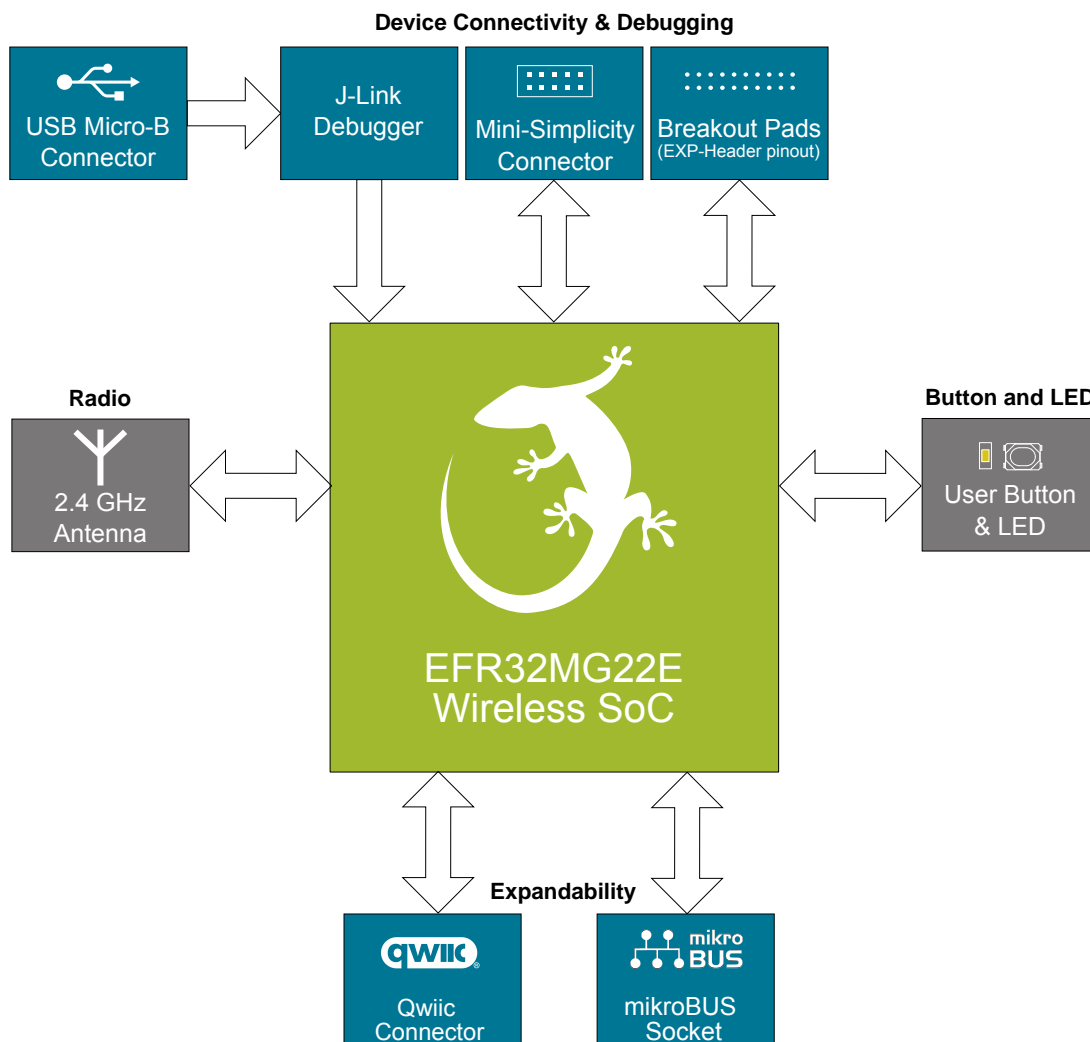 Device Connectivity & Debugging
USB Micro-B
Connector
J-Link
Debugger
Mini-Simplicity
Connector
Breakout Pads
(EXP-Header pinout)
Radio
2.4 GHz
Antenna
Button and LED
User Button
& LED
EFR32MG22E
Wireless SoC
Expandability
qwiic
Qwiic
Connector
mikro
BUS
mikroBUS
Socket